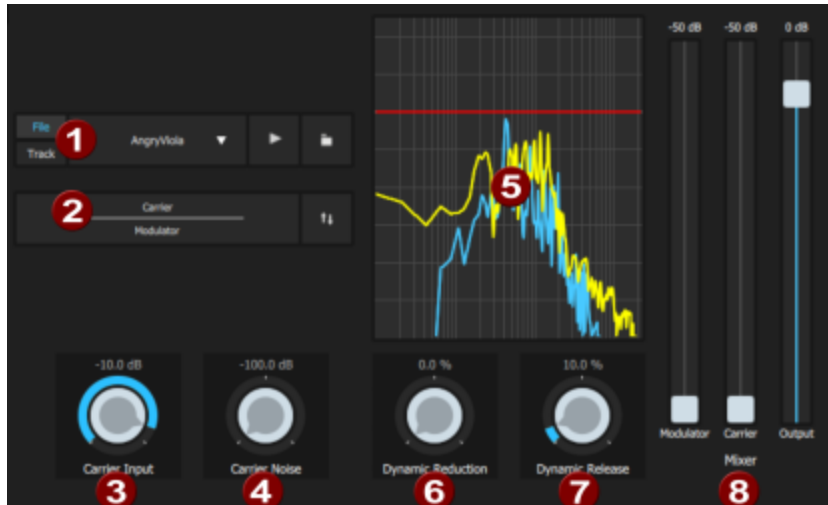 -50 dB -50 dB 0 dB
File
1
AngryViola
Track
2
Carrier
Modulator
5
-10.0 dB -100.0 dB 0.0 % 10.0 %
Modulator Carrier Output
Mixer
Carrier Input Carrier Noise Dynamic Reduction Dynamic Release
3 4 6 7 8